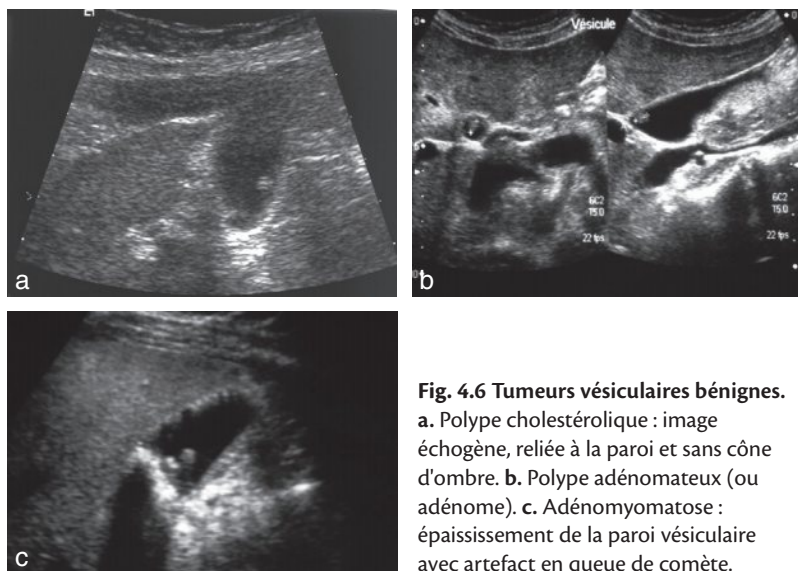 a
Vésicule
6C2
15.0
22 fps
6C2
15.0
22 fps
b
c
Fig. 4.6 Tumeurs vésiculaires bénignes.
a. Polype cholestérolique : image
échogène, reliée à la paroi et sans cône
d'ombre. b. Polype adénomateux (ou
adénome). c. Adénomyomatose :
épaississement de la paroi vésiculaire
avec artefact en queue de comète.